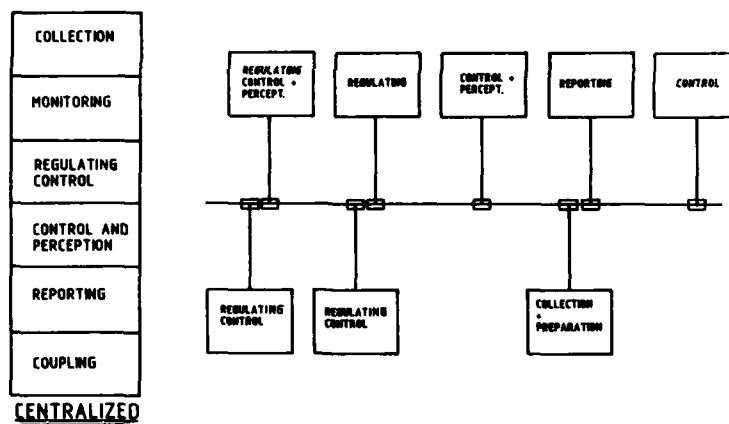 COLLECTION
MONITORING
REGULATING
CONTROL
CONTROL AND
PERCEPTION
REPORTING
COUPLING
CENTRALIZED
REGULATING
CONTROL +
PERCEPT.
REGULATING
CONTROL +
PERCEPT.
REPORTING
CONTROL
REGULATING
CONTROL
REGULATING
CONTROL
COLLECTION
+
PREPARATION